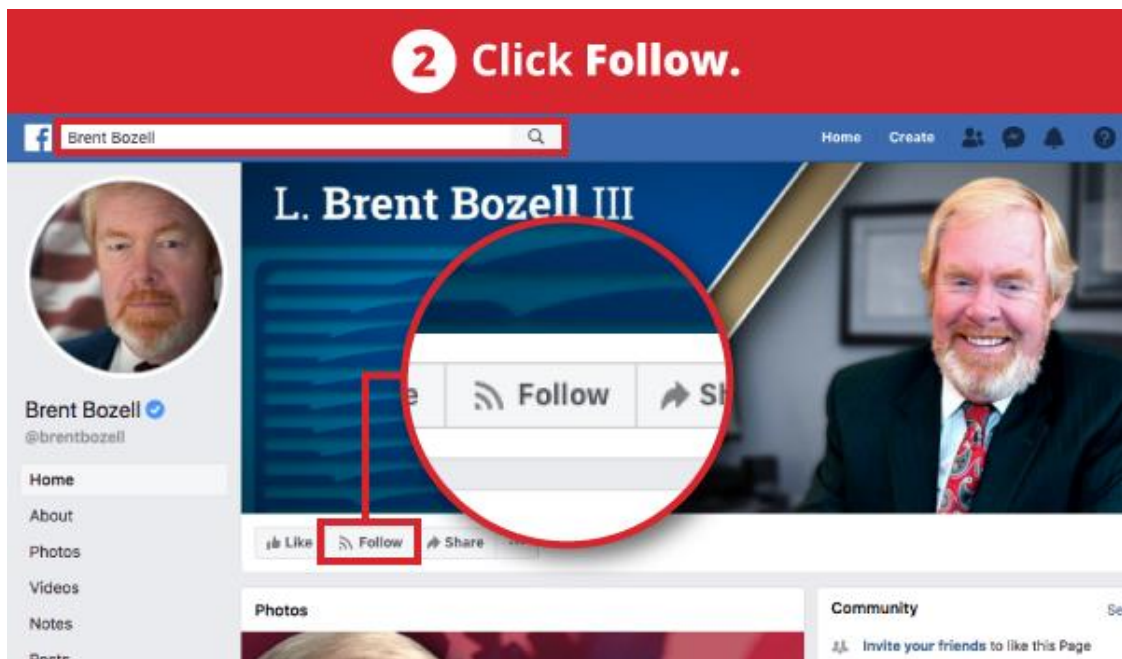 2 Click Follow.
Brent Bozell
Home Create
L. Brent Bozell III
Follow
Brent Bozell
@brentbozell
Home
About
Photos
Videos
Notes
Posts
Like Follow Share
Photos
Community
Invite your friends to like this Page